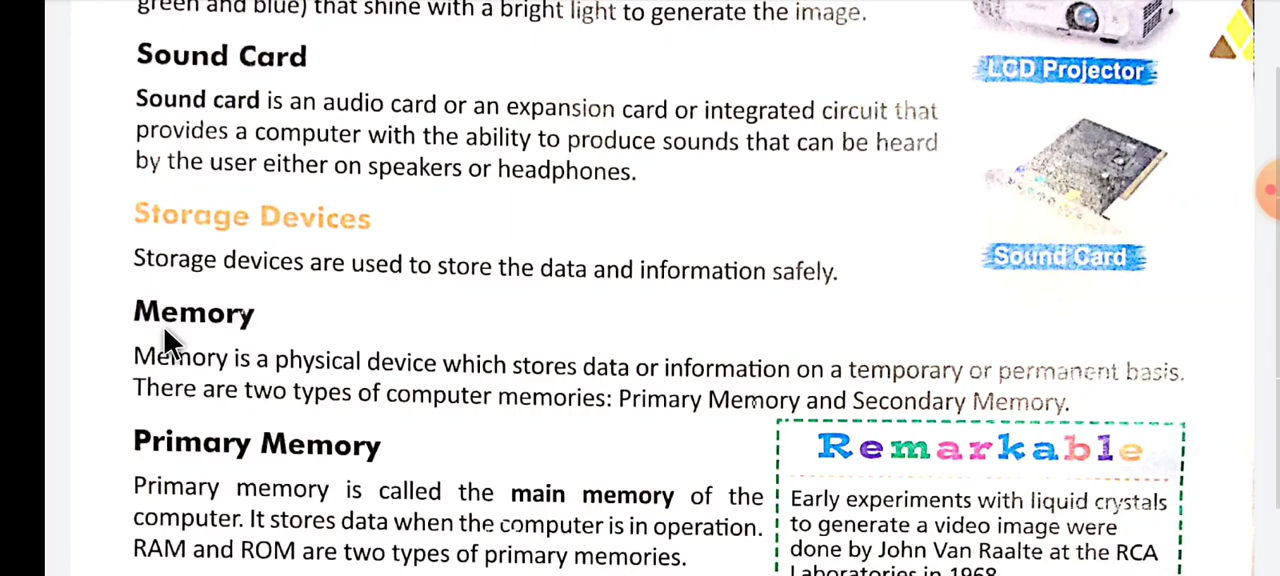 green and blue) that shine with a bright light to generate the image.
LCD Projector
Sound Card
Sound card is an audio card or an expansion card or integrated circuit that
provides a computer with the ability to produce sounds that can be heard
by the user either on speakers or headphones.
Sound Card
Storage Devices
Storage devices are used to store the data and information safely.
Memory
Memory is a physical device which stores data or information on a temporary or permanent basis.
There are two types of computer memories: Primary Memory and Secondary Memory.
Primary Memory
Primary memory is called the main memory of the
computer. It stores data when the computer is in operation.
RAM and ROM are two types of primary memories.
Remarkable
Early experiments with liquid crystals
to generate a video image were
done by John Van Raalte at the RCA
Laboratories in 1968